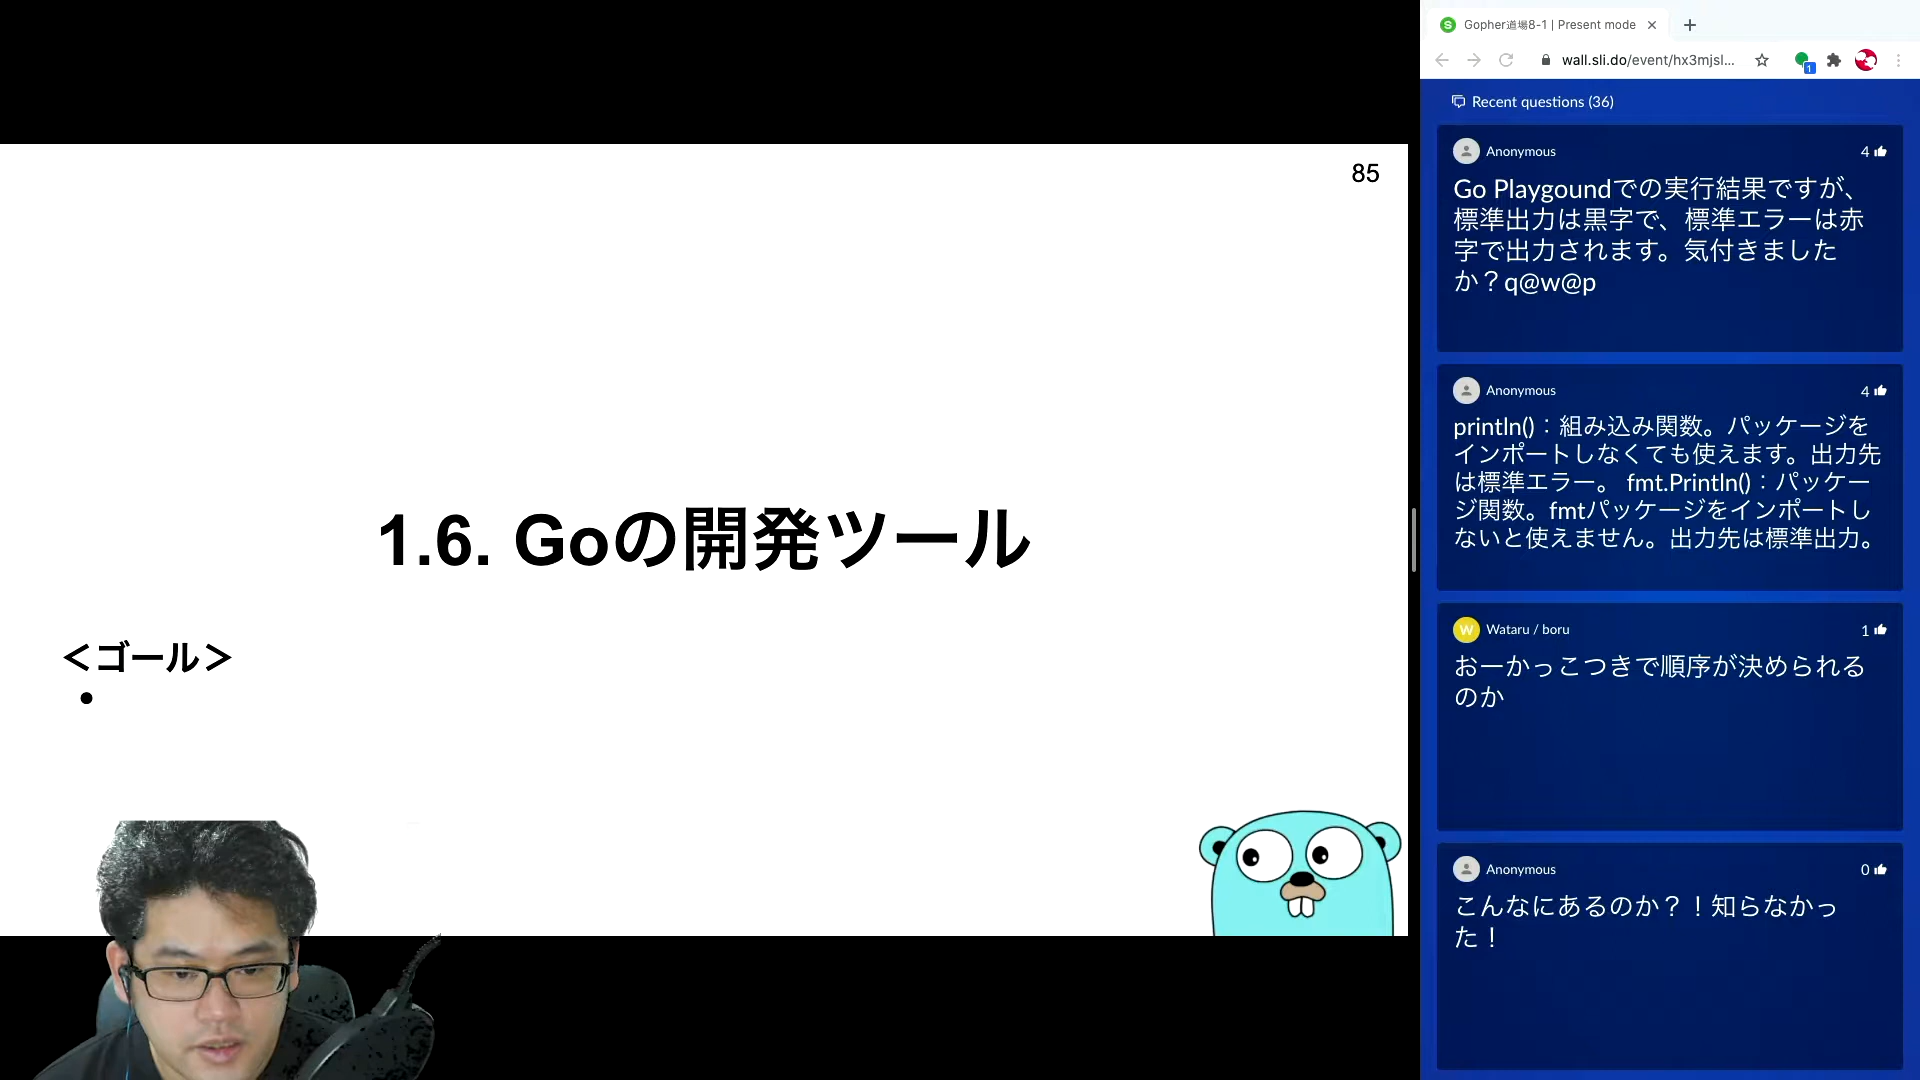 85
1.6. Goの開発ツール
＜ゴール＞
●
Gopher道場8-1 | Present mode
wall.sli.do/event/hx3mjsl...
1
Recent questions (36)
Anonymous
4
Go Playgoundでの実行結果ですが、
標準出力は黒字で、標準エラーは赤
字で出力されます。気付きました
か？q@w@p
Anonymous
4
println()：組み込み関数。パッケージを
インポートしなくても使えます。出力先
は標準エラー。 fmt.Println()：パッケー
ジ関数。fmtパッケージをインポートし
ないと使えません。出力先は標準出力。
W
Wataru / boru
1
おーかっこつきで順序が決められる
のか
Anonymous
0
こんなにあるのか？！知らなかっ
た！